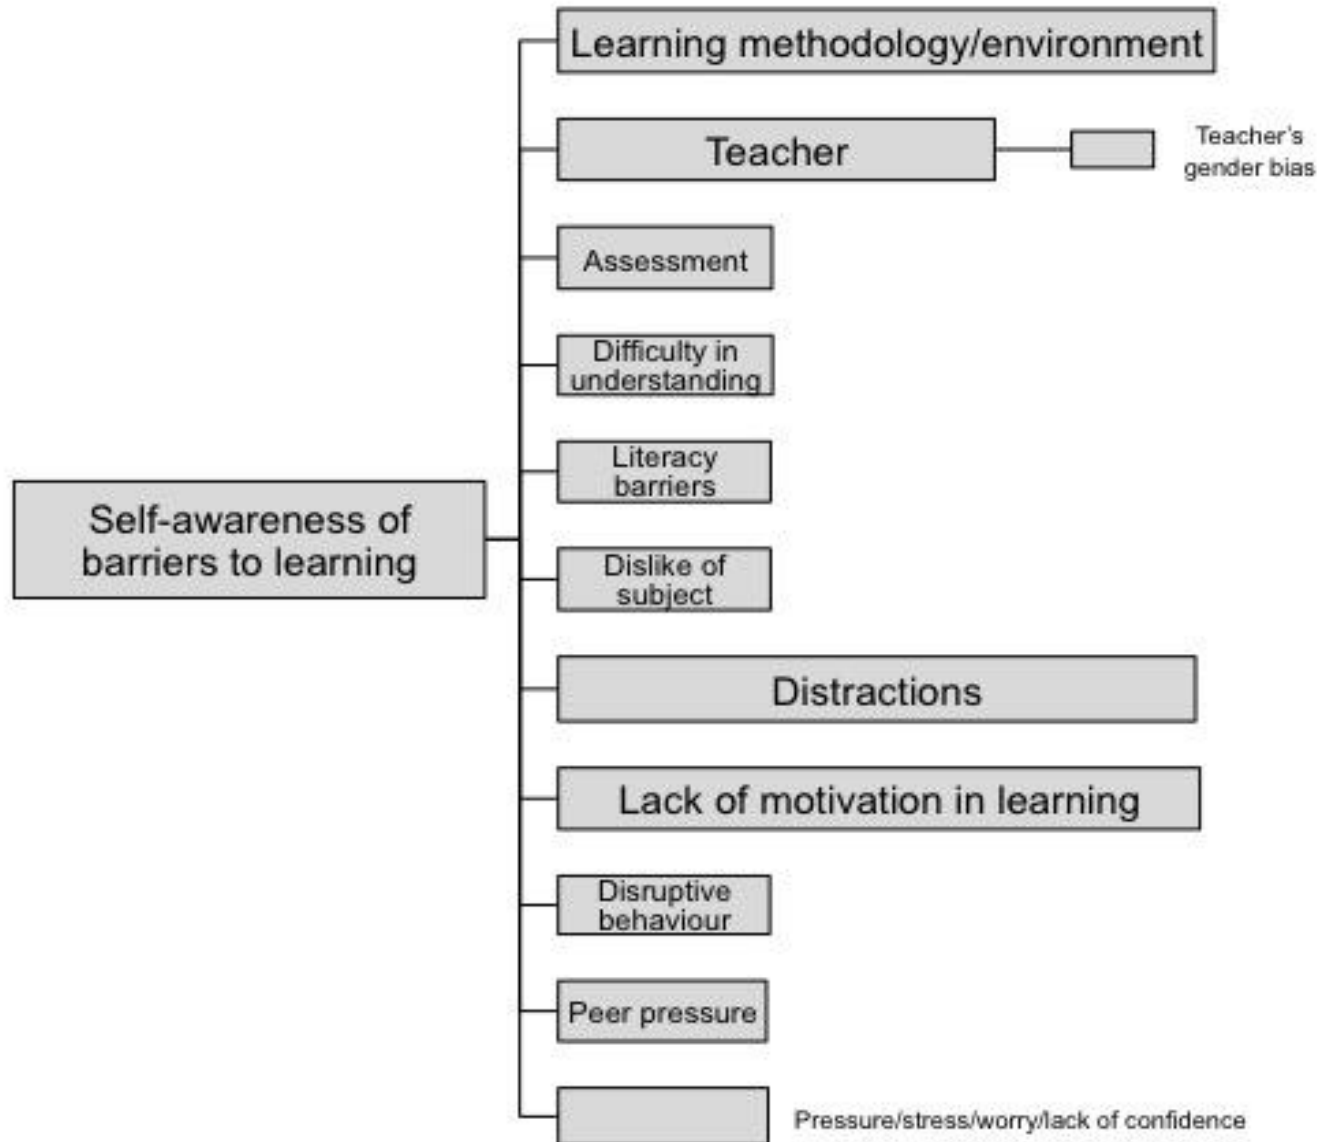 Learning methodology/environment
Teacher
Teacher's
gender bias
Assessment
Difficulty in
understanding
Literacy
barriers
Self-awareness of
barriers to learning
Dislike of
subject
Distractions
Lack of motivation in learning
Disruptive
behaviour
Peer pressure
Pressure/stress/worry/lack of confidence